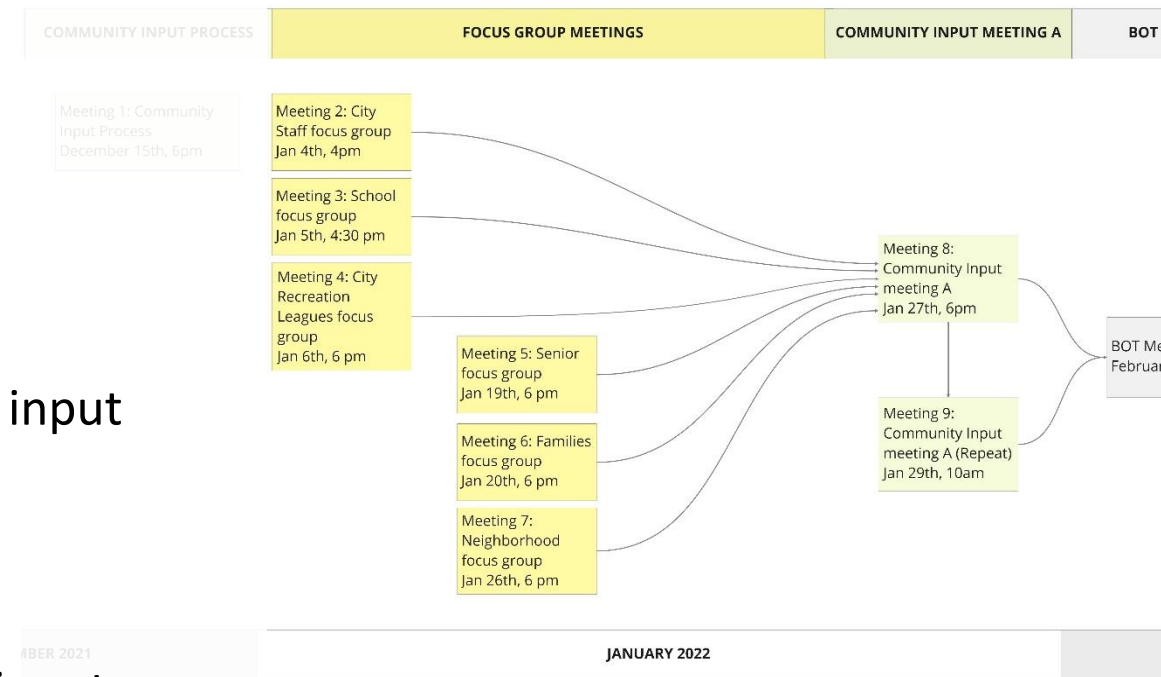 COMMUNITY INPUT PROCESS
FOCUS GROUP MEETINGS
COMMUNITY INPUT MEETING A
BOT
Meeting 1: Community
Input Process
December 15th, 6pm
Meeting 2: City
Staff focus group
Jan 4th, 4pm
Meeting 3: School
focus group
Jan 5th, 4:30 pm
Meeting 4: City
Recreation
Leagues focus
group
Jan 6th, 6 pm
Meeting 5: Senior
focus group
Jan 19th, 6 pm
Meeting 6: Families
focus group
Jan 20th, 6 pm
Meeting 7:
Neighborhood
focus group
Jan 26th, 6 pm
Meeting 8:
Community Input
meeting A
Jan 27th, 6pm
Meeting 9:
Community Input
meeting A (Repeat)
Jan 29th, 10am
BOT Me
Februar
input
MBER 2021
JANUARY 2022